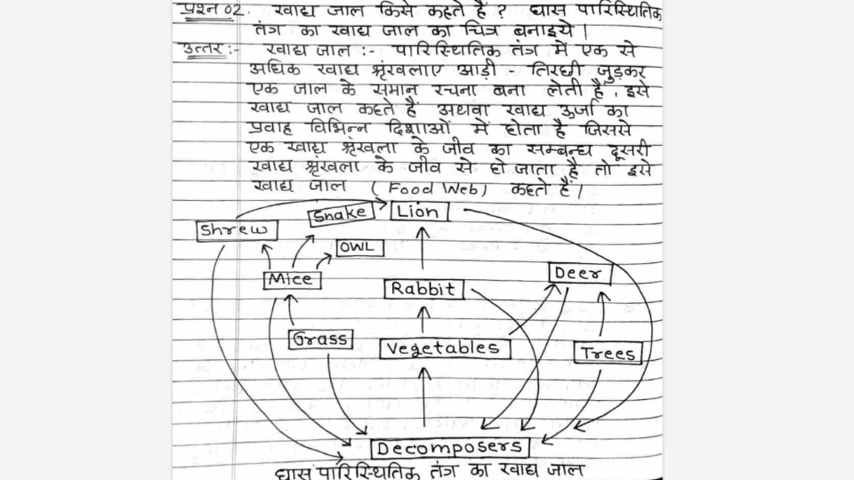 प्रश्न 02. खाद्य जाल किसे कहते हैं? घास पारिस्थितिक
तंत्र का खाद्य जाल का चित्र बनाइये।
उत्तर:- खाद्य जाल :- पारिस्थितिक तंत्र में एक से
अधिक खाद्य श्रृंखलाए आड़ी - तिरछी जुड़कर
एक जाल के समान रचना बना लेती हैं, इसे
खाद्य जाल कहते हैं अथवा खाद्य ऊर्जा का
प्रवाह विभिन्न दिशाओं में होता है जिससे
एक खाद्य श्रृंखला के जीव का सम्बन्ध दूसरी
खाद्य श्रृंखला के जीव से हो जाता है तो इसे
खाद्य जाल (Food Web) कहते हैं।
Snake Lion
Shrew
OWL
Mice Deer
Rabbit
Grass Vegetables Trees
Decomposers
घास पारिस्थितिक तंत्र का खाद्य जाल